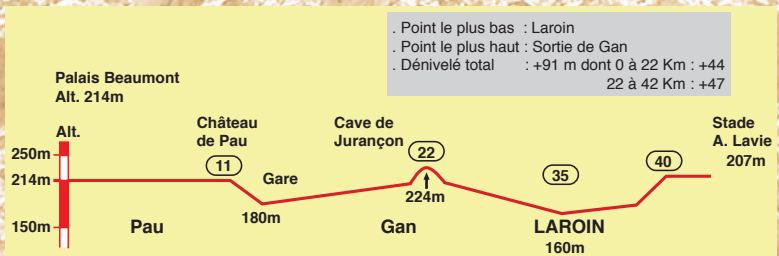 . Point le plus bas : Laroin
. Point le plus haut : Sortie de Gan
. Dénivelé total : +91 m dont 0 à 22 Km : +44
22 à 42 Km : +47
Palais Beaumont
Alt. 214m
Alt.
250m
214m
150m
Château
de Pau
11
Gare
180m
Pau
Cave de
Jurançon
22
224m
Gan
35
LAROIN
160m
40
Stade
A. Lavie
207m